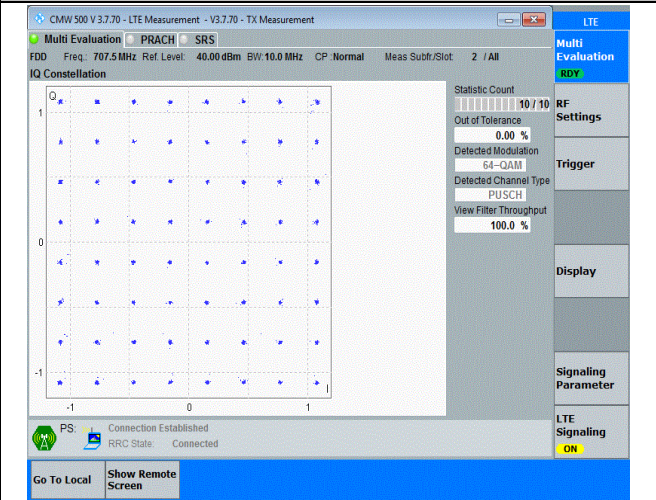 CMW 500 V 3.7.70 - LTE Measurement - V3.7.70 - TX Measurement
LTE
Multi Evaluation PRACH SRS
FDD Freq.: 707.5 MHz Ref. Level: 40.00 dBm BW: 10.0 MHz CP :Normal Meas Subfr./Slot: 2 / All
IQ Constellation
Multi
Evaluation
RDY
Q
1
0
-1
-1
0
1
I
Statistic Count
10 / 10
Out of Tolerance
0.00 %
Detected Modulation
64-QAM
Detected Channel Type
PUSCH
View Filter Throughput
100.0 %
RF
Settings
Trigger
Display
Signaling
Parameter
LTE
Signaling
ON
PS: Connection Established
RRC State: Connected
Go To Local
Show Remote
Screen